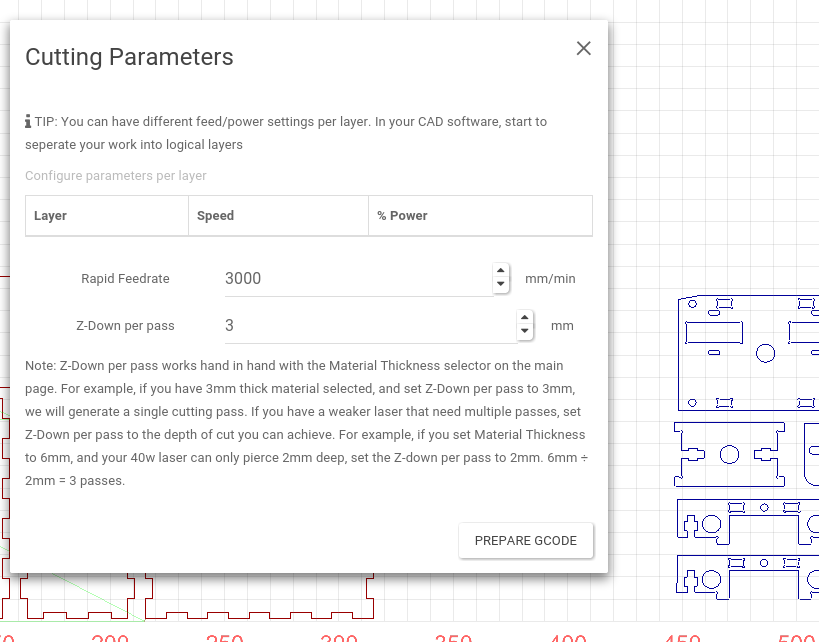 Cutting Parameters
TIP: You can have different feed/power settings per layer. In your CAD software, start to
seperate your work into logical layers
Configure parameters per layer
Layer Speed % Power
Rapid Feedrate 3000 mm/min
Z-Down per pass 3 mm
Note: Z-Down per pass works hand in hand with the Material Thickness selector on the main
page. For example, if you have 3mm thick material selected, and set Z-Down per pass to 3mm,
we will generate a single cutting pass. If you have a weaker laser that need multiple passes, set
Z-Down per pass to the depth of cut you can achieve. For example, if you set Material Thickness
to 6mm, and your 40w laser can only pierce 2mm deep, set the Z-down per pass to 2mm. 6mm ÷
2mm = 3 passes.
PREPARE GCODE
200 250 300 350 400 450 500